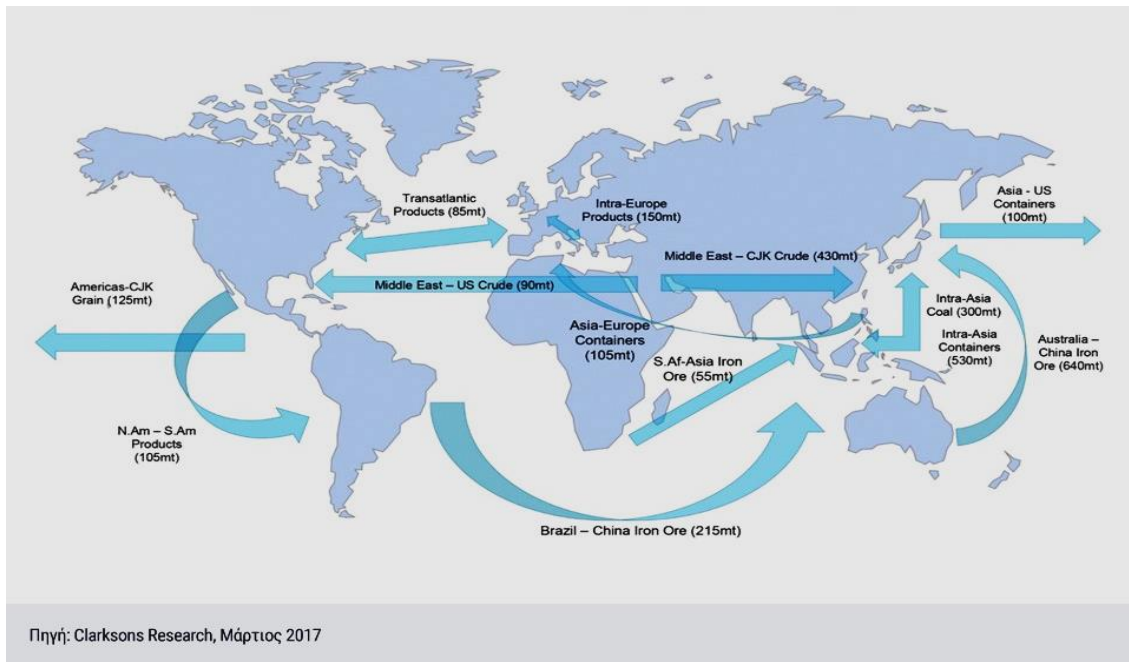 Transatlantic
Products (85mt)
Intra-Europe
Products (150mt)
Asia - US
Containers
(100mt)
Middle East – CJK Crude (430mt)
Middle East – US Crude (90mt)
Americas-CJK
Grain (125mt)
Asia-Europe
Containers
(105mt)
Intra-Asia
Coal (300mt)
Intra-Asia
Containers
(530mt)
Australia –
China Iron
Ore (640mt)
S.Af-Asia Iron
Ore (55mt)
N.Am – S.Am
Products
(105mt)
Brazil – China Iron Ore (215mt)
Πηγή: Clarksons Research, Μάρτιος 2017